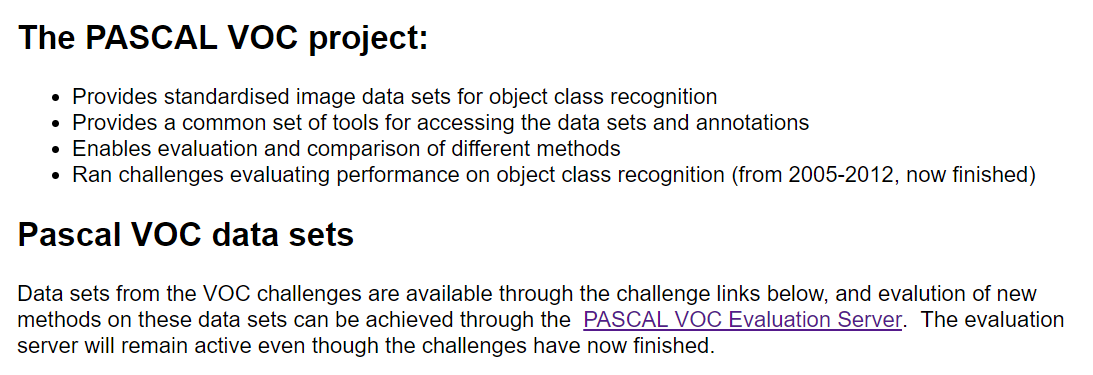 The PASCAL VOC project:
• Provides standardised image data sets for object class recognition
• Provides a common set of tools for accessing the data sets and annotations
• Enables evaluation and comparison of different methods
• Ran challenges evaluating performance on object class recognition (from 2005-2012, now finished)
Pascal VOC data sets
Data sets from the VOC challenges are available through the challenge links below, and evalution of new
methods on these data sets can be achieved through the PASCAL VOC Evaluation Server. The evaluation
server will remain active even though the challenges have now finished.